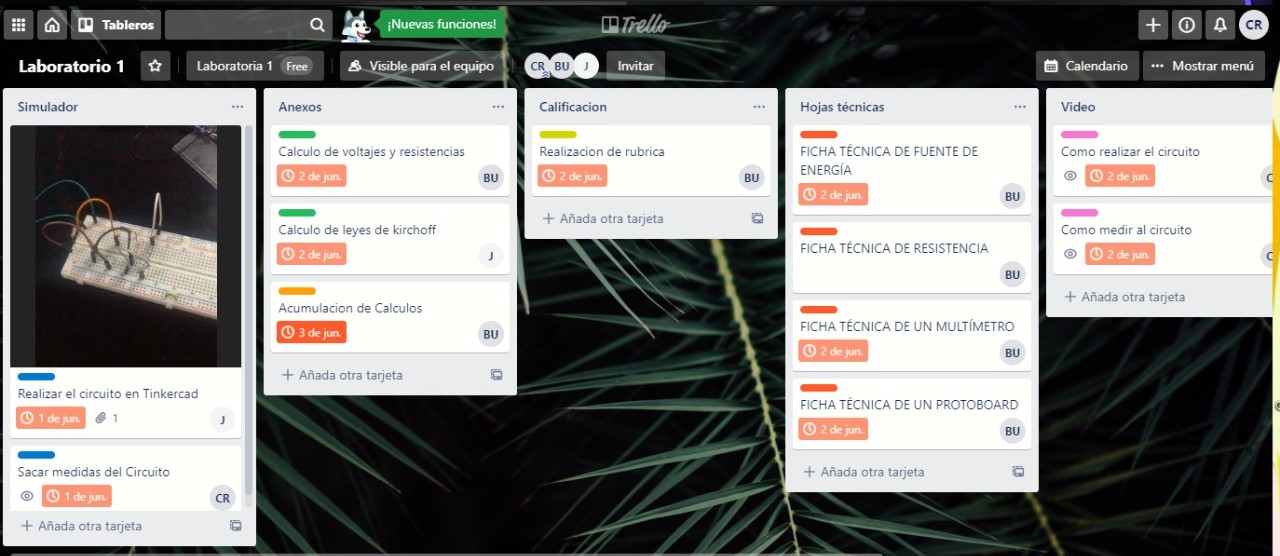 Tableros
¡Nuevas funciones!
Trello
CR
Laboratorio 1
Laboratoria 1 Free
Visible para el equipo
CR BU J
Invitar
Calendario
Mostrar menú
Simulador
Realizar el circuito en Tinkercad
1 de jun. 1
J
Sacar medidas del Circuito
1 de jun.
CR
+ Añada otra tarjeta
Anexos
Calculo de voltajes y resistencias
2 de jun.
BU
Calculo de leyes de kirchoff
2 de jun.
J
Acumulacion de Calculos
3 de jun.
BU
+ Añada otra tarjeta
Calificacion
Realizacion de rubrica
2 de jun.
BU
+ Añada otra tarjeta
Hojas técnicas
FICHA TÉCNICA DE FUENTE DE
ENERGÍA
2 de jun.
BU
FICHA TÉCNICA DE RESISTENCIA
BU
FICHA TÉCNICA DE UN MULTÍMETRO
2 de jun.
BU
FICHA TÉCNICA DE UN PROTOBOARD
2 de jun.
BU
+ Añada otra tarjeta
Video
Como realizar el circuito
2 de jun.
Como medir al circuito
2 de jun.
+ Añada otra tarjeta